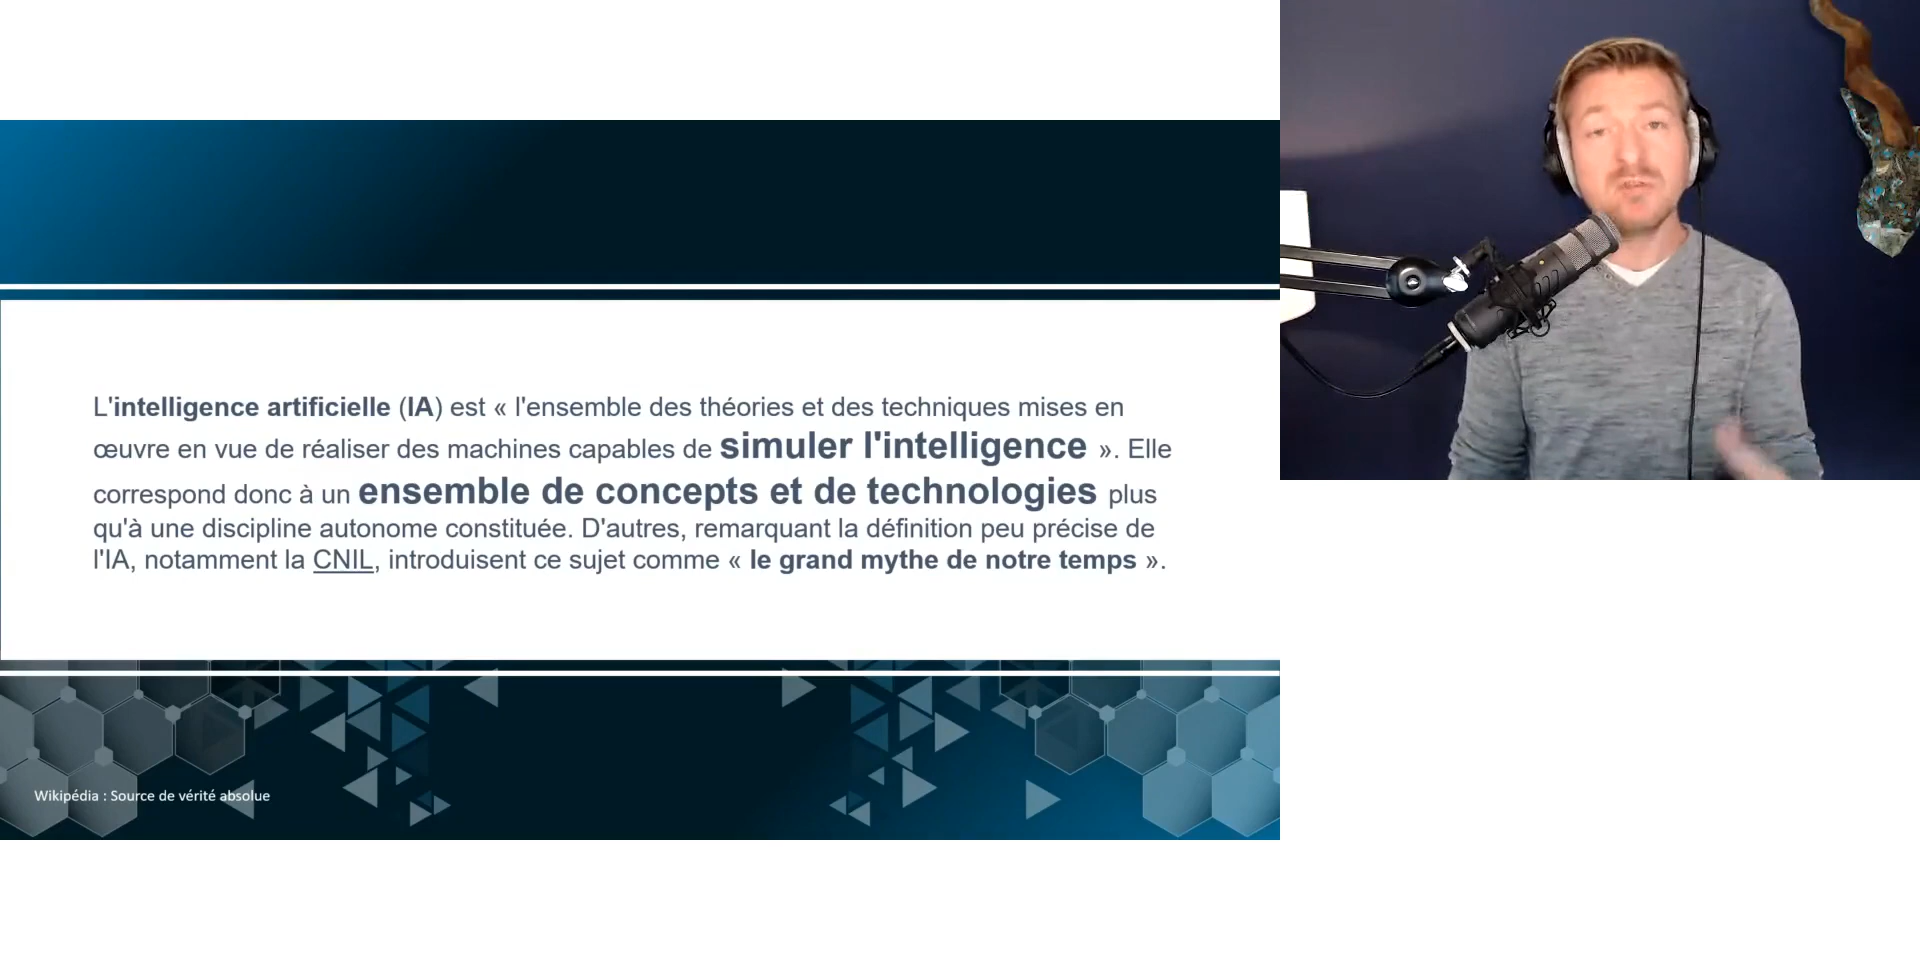 L'intelligence artificielle (IA) est « l'ensemble des théories et des techniques mises en
œuvre en vue de réaliser des machines capables de simuler l'intelligence ». Elle
correspond donc à un ensemble de concepts et de technologies plus
qu'à une discipline autonome constituée. D'autres, remarquant la définition peu précise de
l'IA, notamment la CNIL, introduisent ce sujet comme « le grand mythe de notre temps ».
Wikipédia : Source de vérité absolue